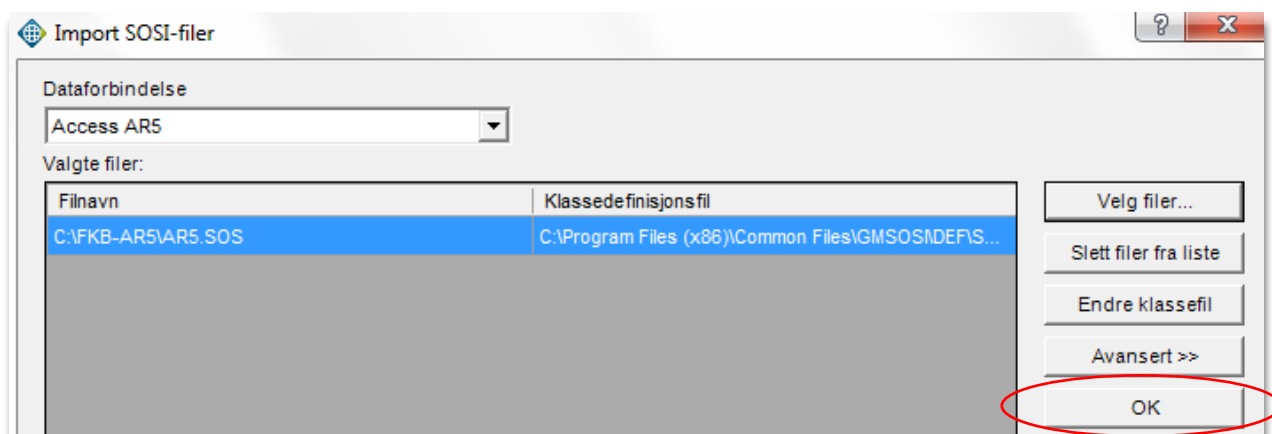 Import SOSI-filer
Dataforbindelse
Access AR5
Valgte filer:
Filnavn Klassedefinisjonsfil
C:\FKB-AR5\AR5.SOS C:\Program Files (x86)\Common Files\GMSOSI\DEF\S...
Velg filer...
Slett filer fra liste
Endre klassefil
Avansert >>
OK